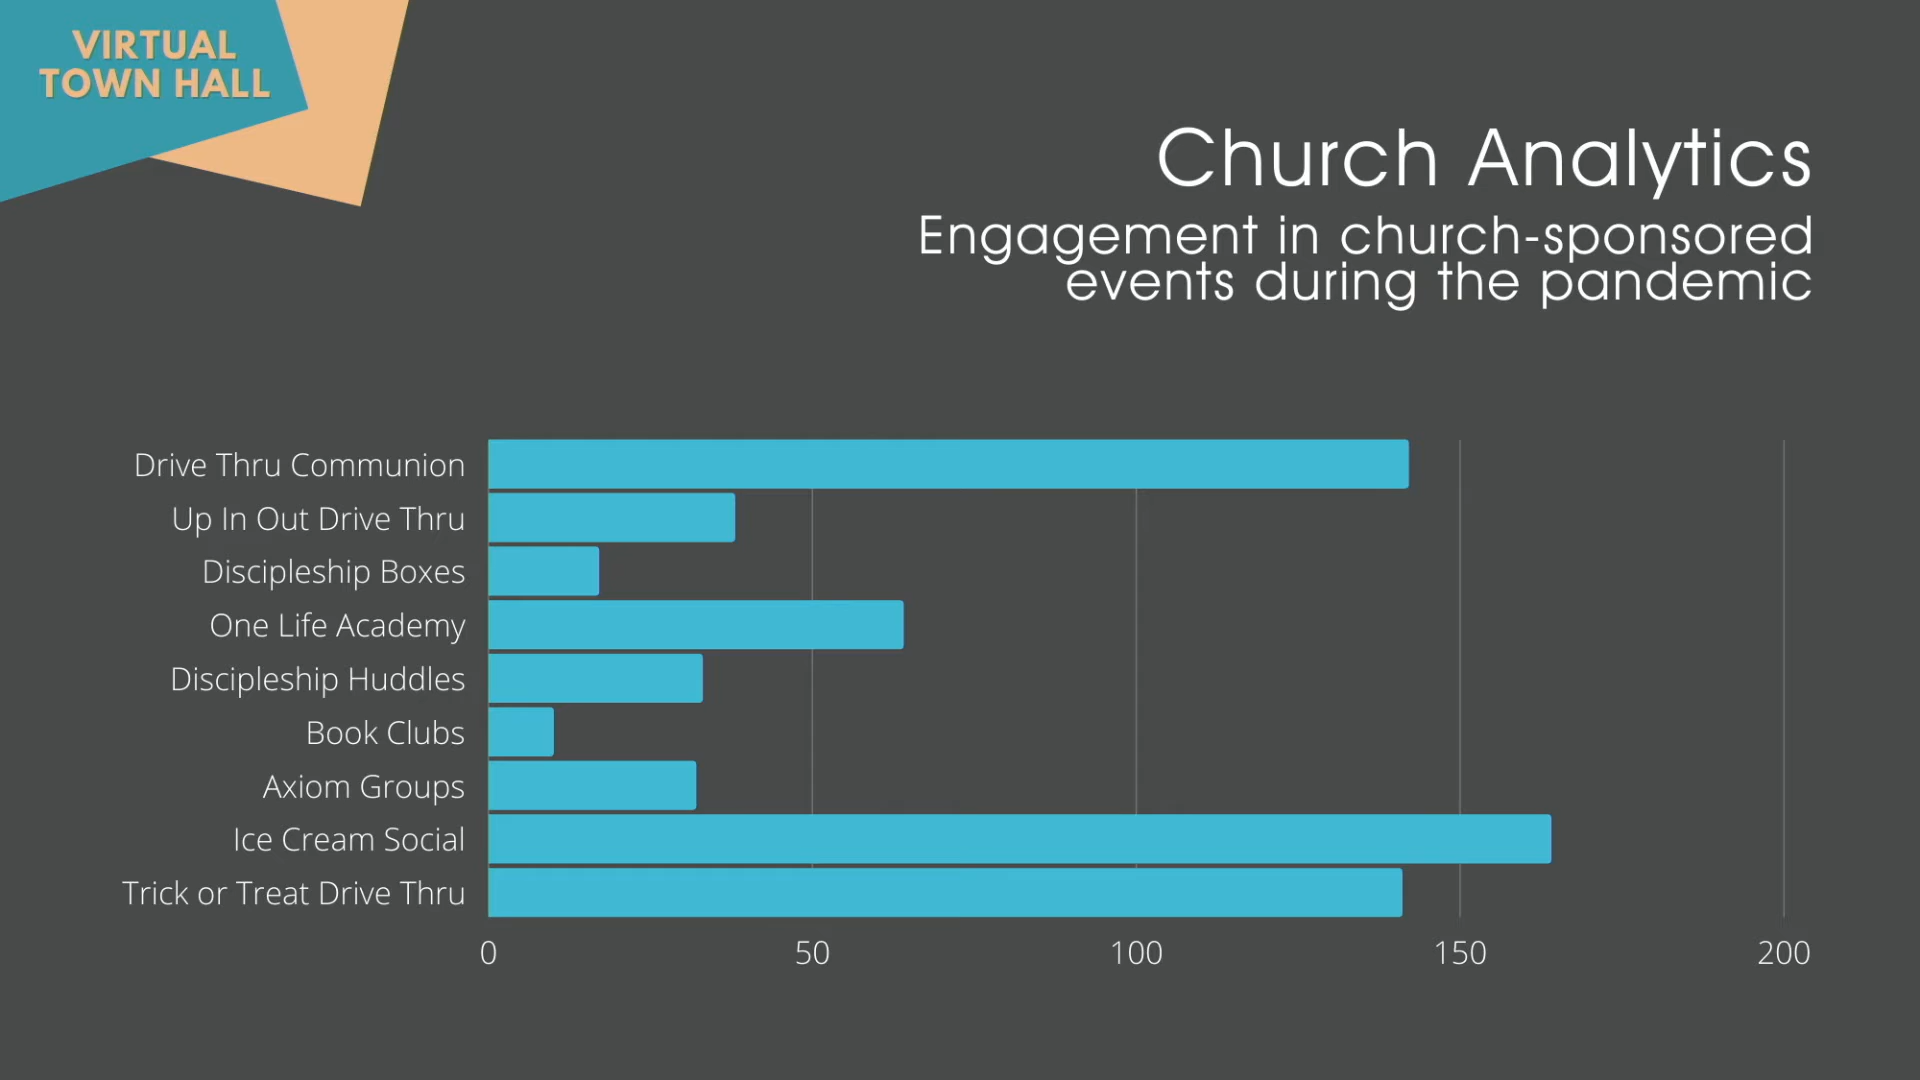 VIRTUAL
TOWN HALL
Church Analytics
Engagement in church-sponsored
events during the pandemic
Drive Thru Communion
Up In Out Drive Thru
Discipleship Boxes
One Life Academy
Discipleship Huddles
Book Clubs
Axiom Groups
Ice Cream Social
Trick or Treat Drive Thru
0 50 100 150 200